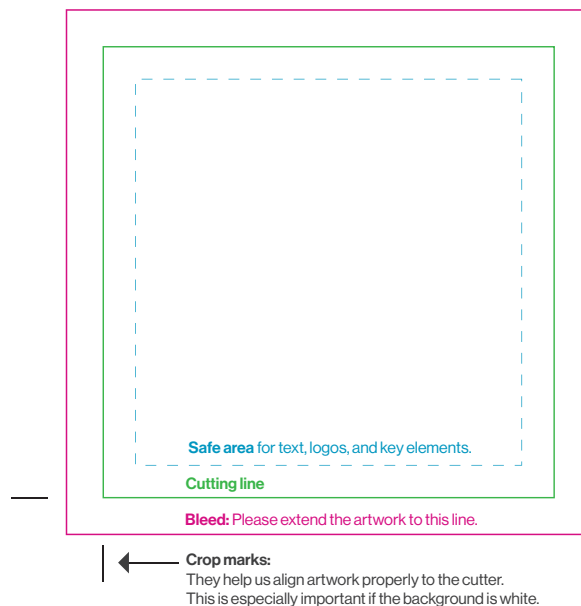 Safe area for text, logos, and key elements.
Cutting line
Bleed: Please extend the artwork to this line.
Crop marks:
They help us align artwork properly to the cutter.
This is especially important if the background is white.